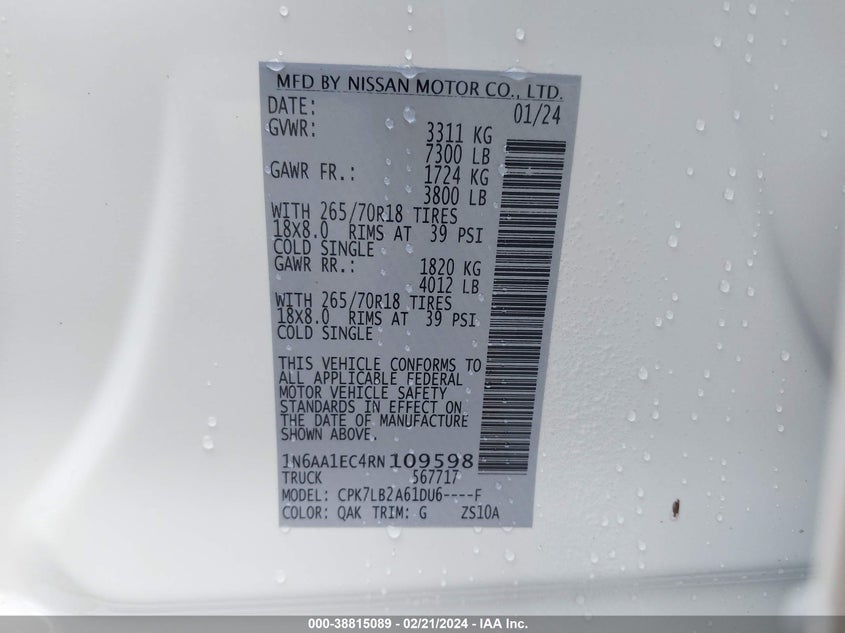 MFD BY NISSAN MOTOR CO., LTD.
DATE: 01/24
GVWR: 3311 KG
7300 LB
GAWR FR.: 1724 KG
3800 LB
WITH 265/70R18 TIRES
18X8.0 RIMS AT 39 PSI
COLD SINGLE
GAWR RR.: 1820 KG
4012 LB
WITH 265/70R18 TIRES
18X8.0 RIMS AT 39 PSI
COLD SINGLE
THIS VEHICLE CONFORMS TO
ALL APPLICABLE FEDERAL
MOTOR VEHICLE SAFETY
STANDARDS IN EFFECT ON
THE DATE OF MANUFACTURE
SHOWN ABOVE.
1N6AA1EC4RN109598
TRUCK 567717
MODEL: CPK7LB2A61DU6----F
COLOR: QAK TRIM: G ZS10A
000-38815089 - 02/21/2024 - IAA Inc.